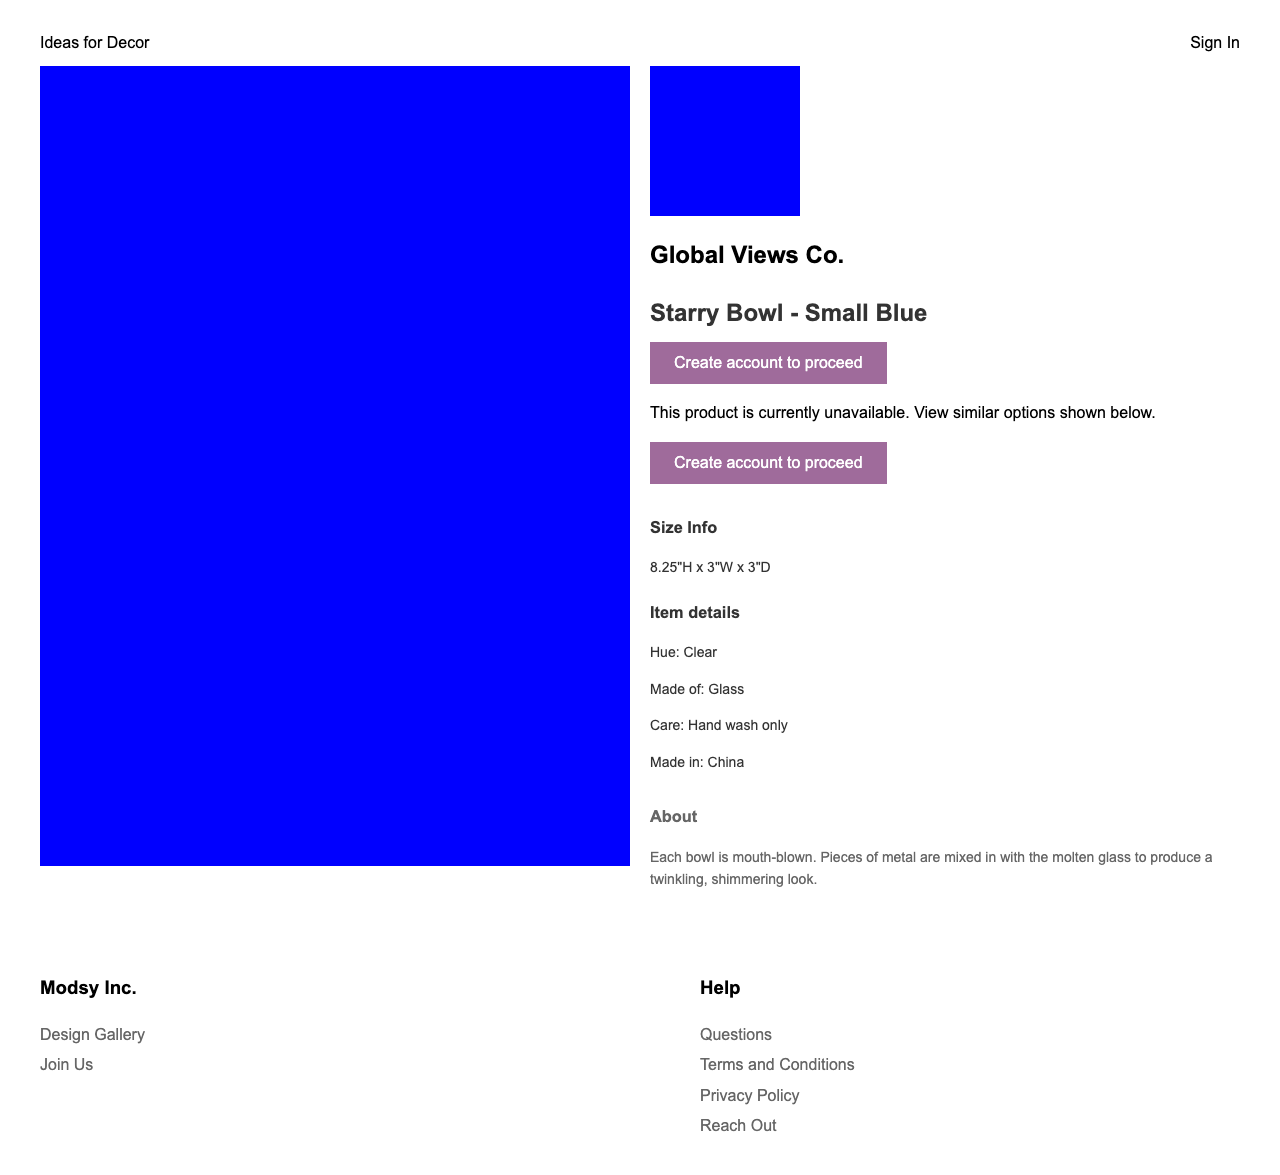 Ideas for Decor
Sign In
Global Views Co.
Starry Bowl - Small Blue
Create account to proceed
This product is currently unavailable. View similar options shown below.
Create account to proceed
Size Info
8.25"H x 3"W x 3"D
Item details
Hue: Clear
Made of: Glass
Care: Hand wash only
Made in: China
About
Each bowl is mouth-blown. Pieces of metal are mixed in with the molten glass to produce a
twinkling, shimmering look.
Modsy Inc.
Design Gallery
Join Us
Help
Questions
Terms and Conditions
Privacy Policy
Reach Out